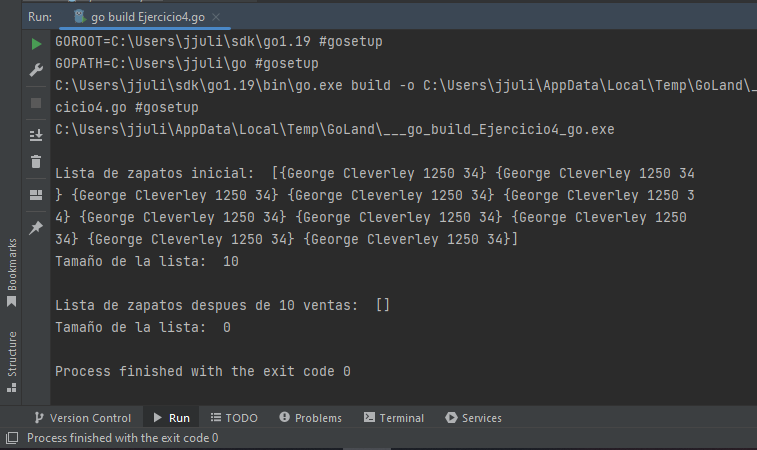 Run:
go build Ejercicio4.go
GOROOT=C:\Users\jjuli\sdk\go1.19 #gosetup
GOPATH=C:\Users\jjuli\go #gosetup
C:\Users\jjuli\sdk\go1.19\bin\go.exe build -o C:\Users\jjuli\AppData\Local\Temp\GoLand\_
cicio4.go #gosetup
C:\Users\jjuli\AppData\Local\Temp\GoLand\___go_build_Ejercicio4_go.exe
Lista de zapatos inicial:  [{George Cleverley 1250 34} {George Cleverley 1250 34
} {George Cleverley 1250 34} {George Cleverley 1250 34} {George Cleverley 1250 3
4} {George Cleverley 1250 34} {George Cleverley 1250 34} {George Cleverley 1250
34} {George Cleverley 1250 34} {George Cleverley 1250 34}]
Tamaño de la lista:  10
Lista de zapatos despues de 10 ventas:  []
Tamaño de la lista:  0
Process finished with the exit code 0
Bookmarks
Structure
Version Control
Run
TODO
Problems
Terminal
Services
Process finished with the exit code 0